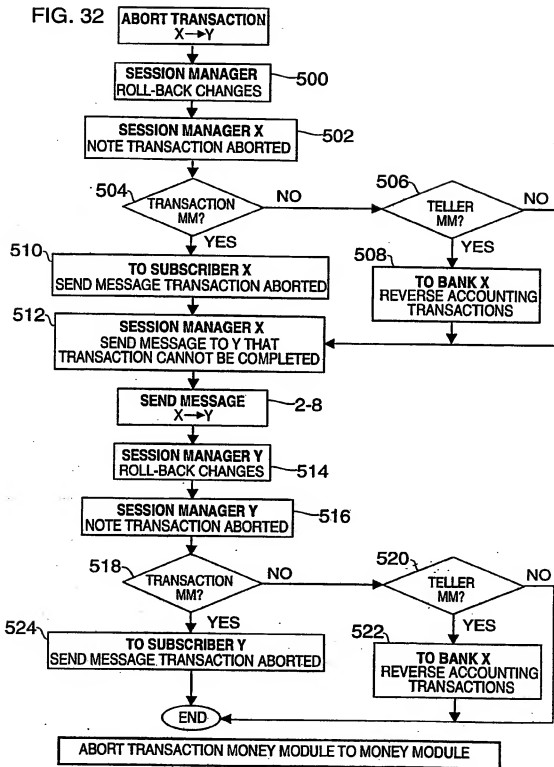 FIG. 32
ABORT TRANSACTION
X→Y
SESSION MANAGER
ROLL-BACK CHANGES
500
SESSION MANAGER X
NOTE TRANSACTION ABORTED
502
504
TRANSACTION
MM?
NO
506
TELLER
MM?
NO
YES
YES
510
TO SUBSCRIBER X
SEND MESSAGE TRANSACTION ABORTED
508
TO BANK X
REVERSE ACCOUNTING
TRANSACTIONS
512
SESSION MANAGER X
SEND MESSAGE TO Y THAT
TRANSACTION CANNOT BE COMPLETED
SEND MESSAGE
X→Y
2-8
SESSION MANAGER Y
ROLL-BACK CHANGES
514
SESSION MANAGER Y
NOTE TRANSACTION ABORTED
516
518
TRANSACTION
MM?
NO
520
TELLER
MM?
NO
YES
YES
524
TO SUBSCRIBER Y
SEND MESSAGE TRANSACTION ABORTED
522
TO BANK X
REVERSE ACCOUNTING
TRANSACTIONS
END
ABORT TRANSACTION MONEY MODULE TO MONEY MODULE